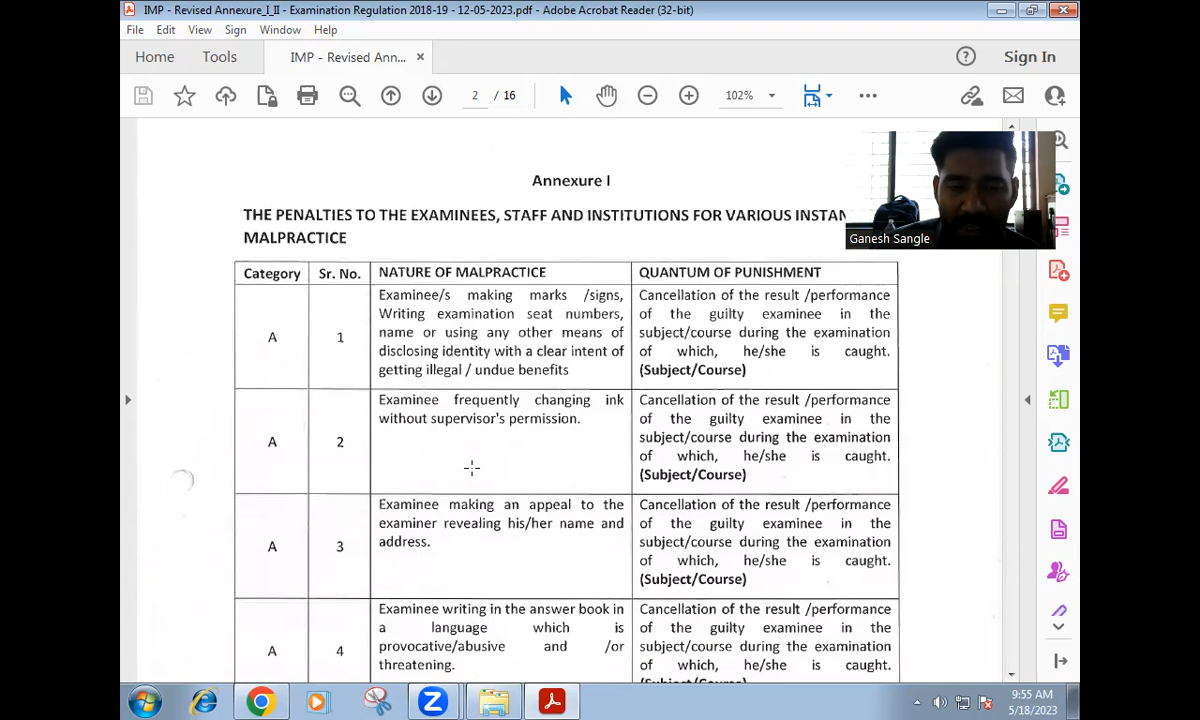 IMP - Revised Annexure_I_II - Examination Regulation 2018-19 - 12-05-2023.pdf - Adobe Acrobat Reader (32-bit)
File Edit View Sign Window Help
Home Tools IMP - Revised Ann... × Sign In
2 / 16 102%
Annexure I
THE PENALTIES TO THE EXAMINEES, STAFF AND INSTITUTIONS FOR VARIOUS INSTAN
MALPRACTICE
Ganesh Sangle
Category Sr. No. NATURE OF MALPRACTICE QUANTUM OF PUNISHMENT
A 1
Examinee/s making marks /signs,
Writing examination seat numbers,
name or using any other means of
disclosing identity with a clear intent of
getting illegal / undue benefits
Cancellation of the result /performance
of the guilty examinee in the
subject/course during the examination
of which, he/she is caught.
(Subject/Course)
A 2
Examinee frequently changing ink
without supervisor's permission.
Cancellation of the result /performance
of the guilty examinee in the
subject/course during the examination
of which, he/she is caught.
(Subject/Course)
A 3
Examinee making an appeal to the
examiner revealing his/her name and
address.
Cancellation of the result /performance
of the guilty examinee in the
subject/course during the examination
of which, he/she is caught.
(Subject/Course)
A 4
Examinee writing in the answer book in
a language which is
provocative/abusive and /or
threatening.
Cancellation of the result /performance
of the guilty examinee in the
subject/course during the examination
of which, he/she is caught.
9:55 AM
5/18/2023